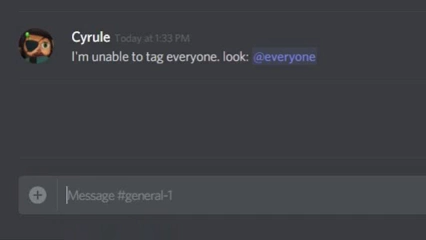 Cyrule Today at 1:33 PM
I'm unable to tag everyone. look: @everyone
Message #general-1